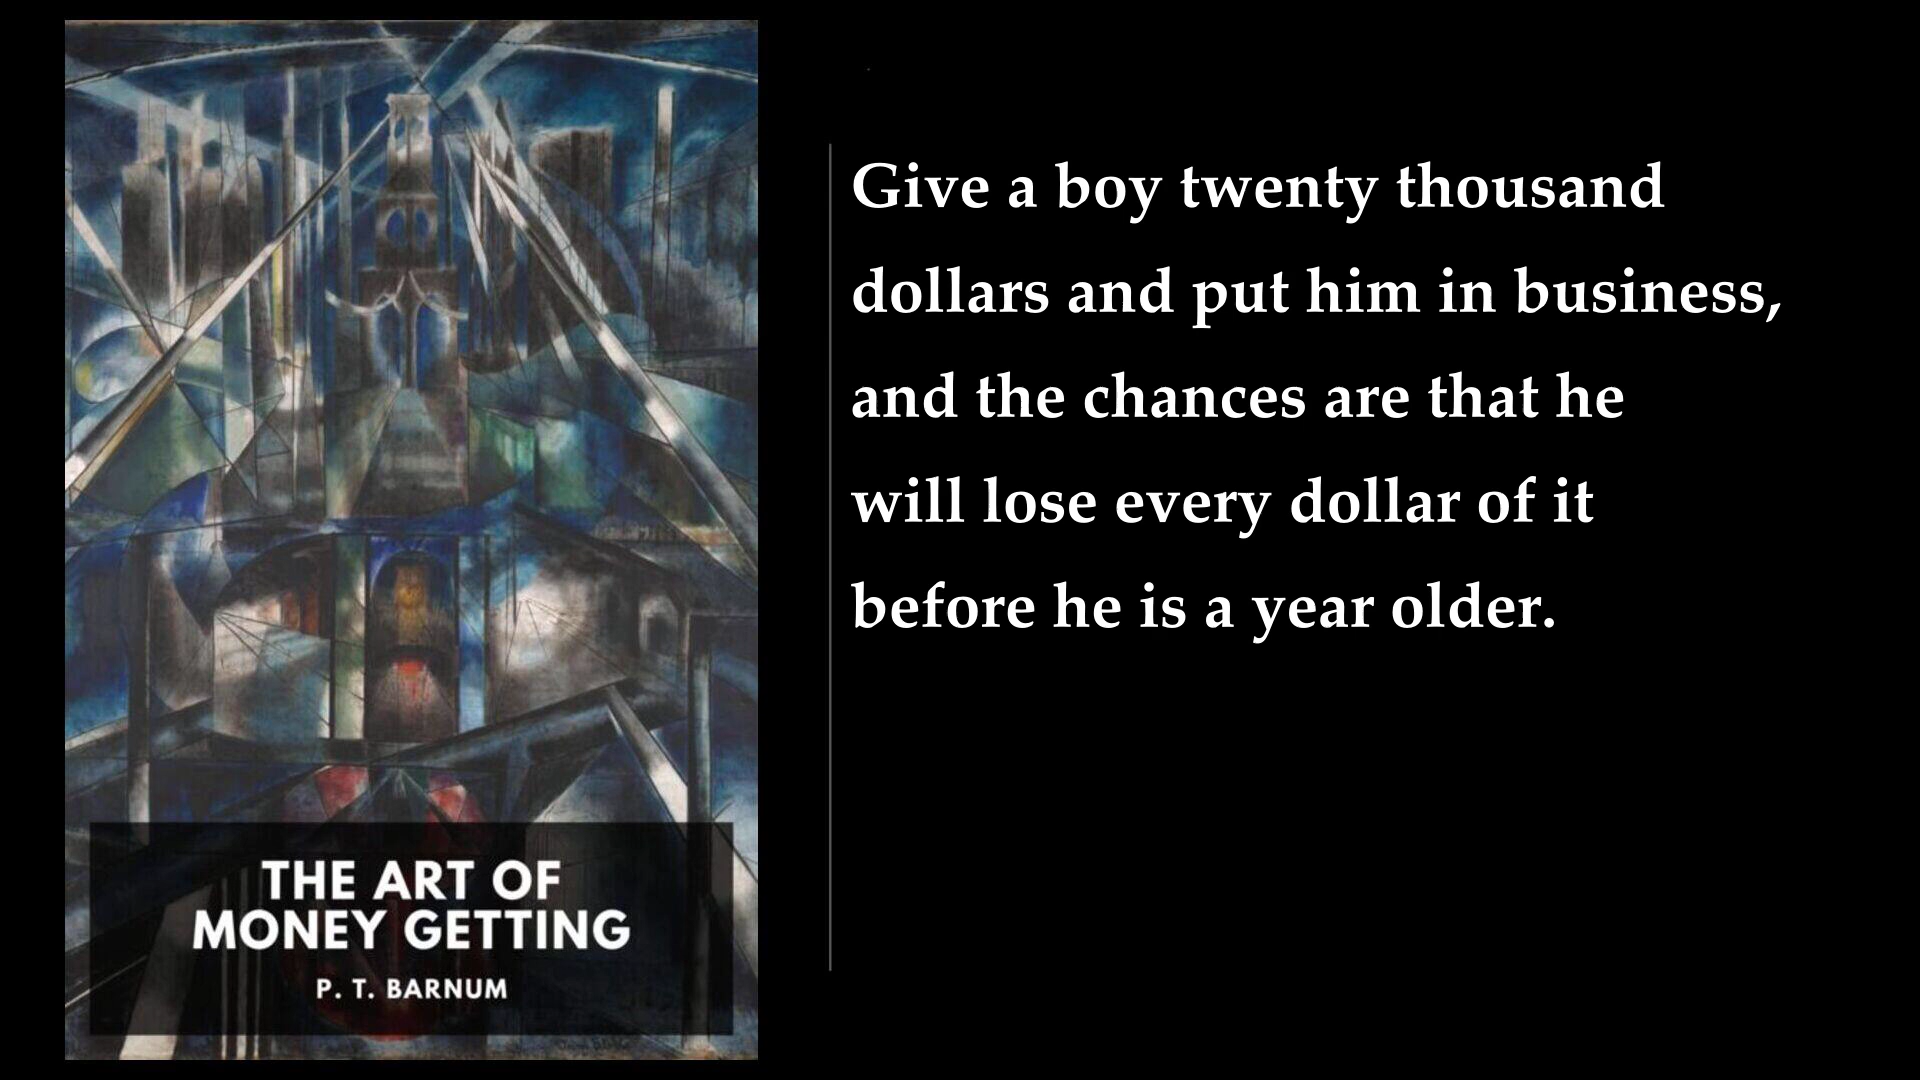 THE ART OF
MONEY GETTING
P. T. BARNUM
Give a boy twenty thousand
dollars and put him in business,
and the chances are that he
will lose every dollar of it
before he is a year older.